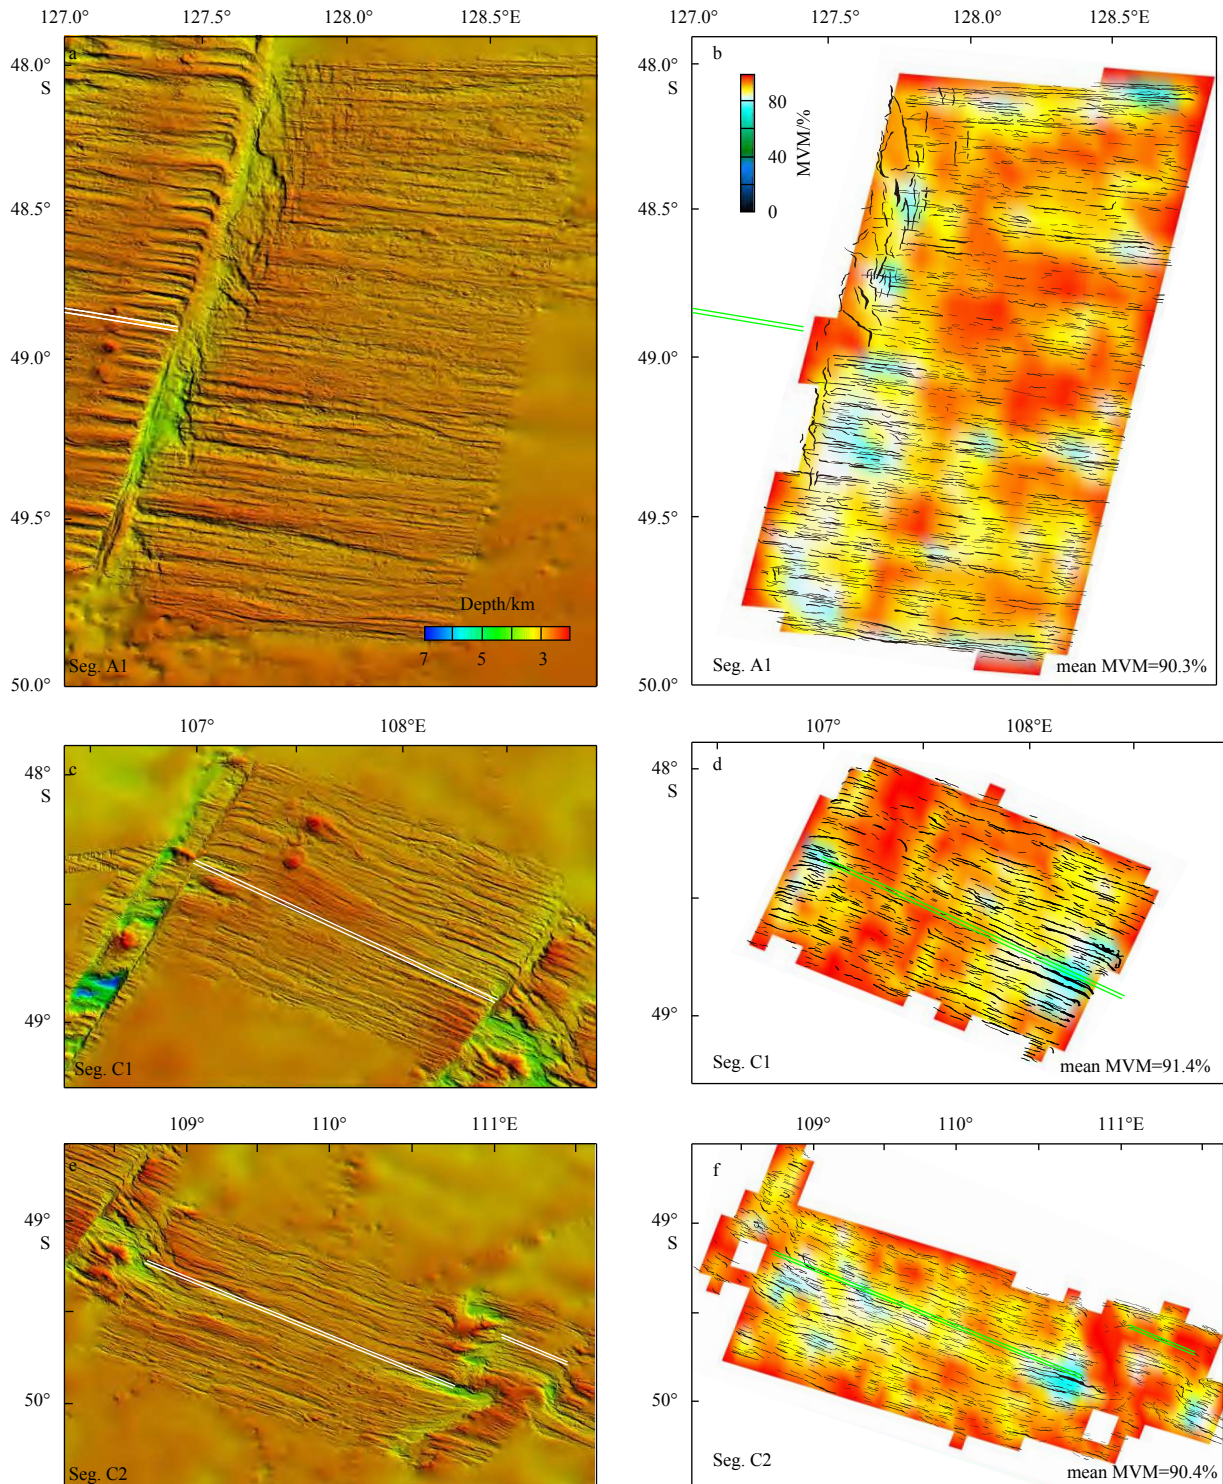 127.0° 127.5° 128.0° 128.5°
127.0° 127.5° 128.0° 128.5°
a
48.0°
S
48.5°
49.0°
49.5°
50.0°
Depth/km
7 5 3
Seg. A1
b
48.0°
S
48.5°
49.0°
49.5°
50.0°
80
40
0
MVM/%
Seg. A1
mean MVM=90.3%
107° 108°E
c
48°
S
49°
Seg. C1
107° 108°E
d
48°
S
49°
Seg. C1
mean MVM=91.4%
109° 110° 111°E
e
49°
S
50°
Seg. C2
109° 110° 111°E
f
49°
S
50°
Seg. C2
mean MVM=90.4%